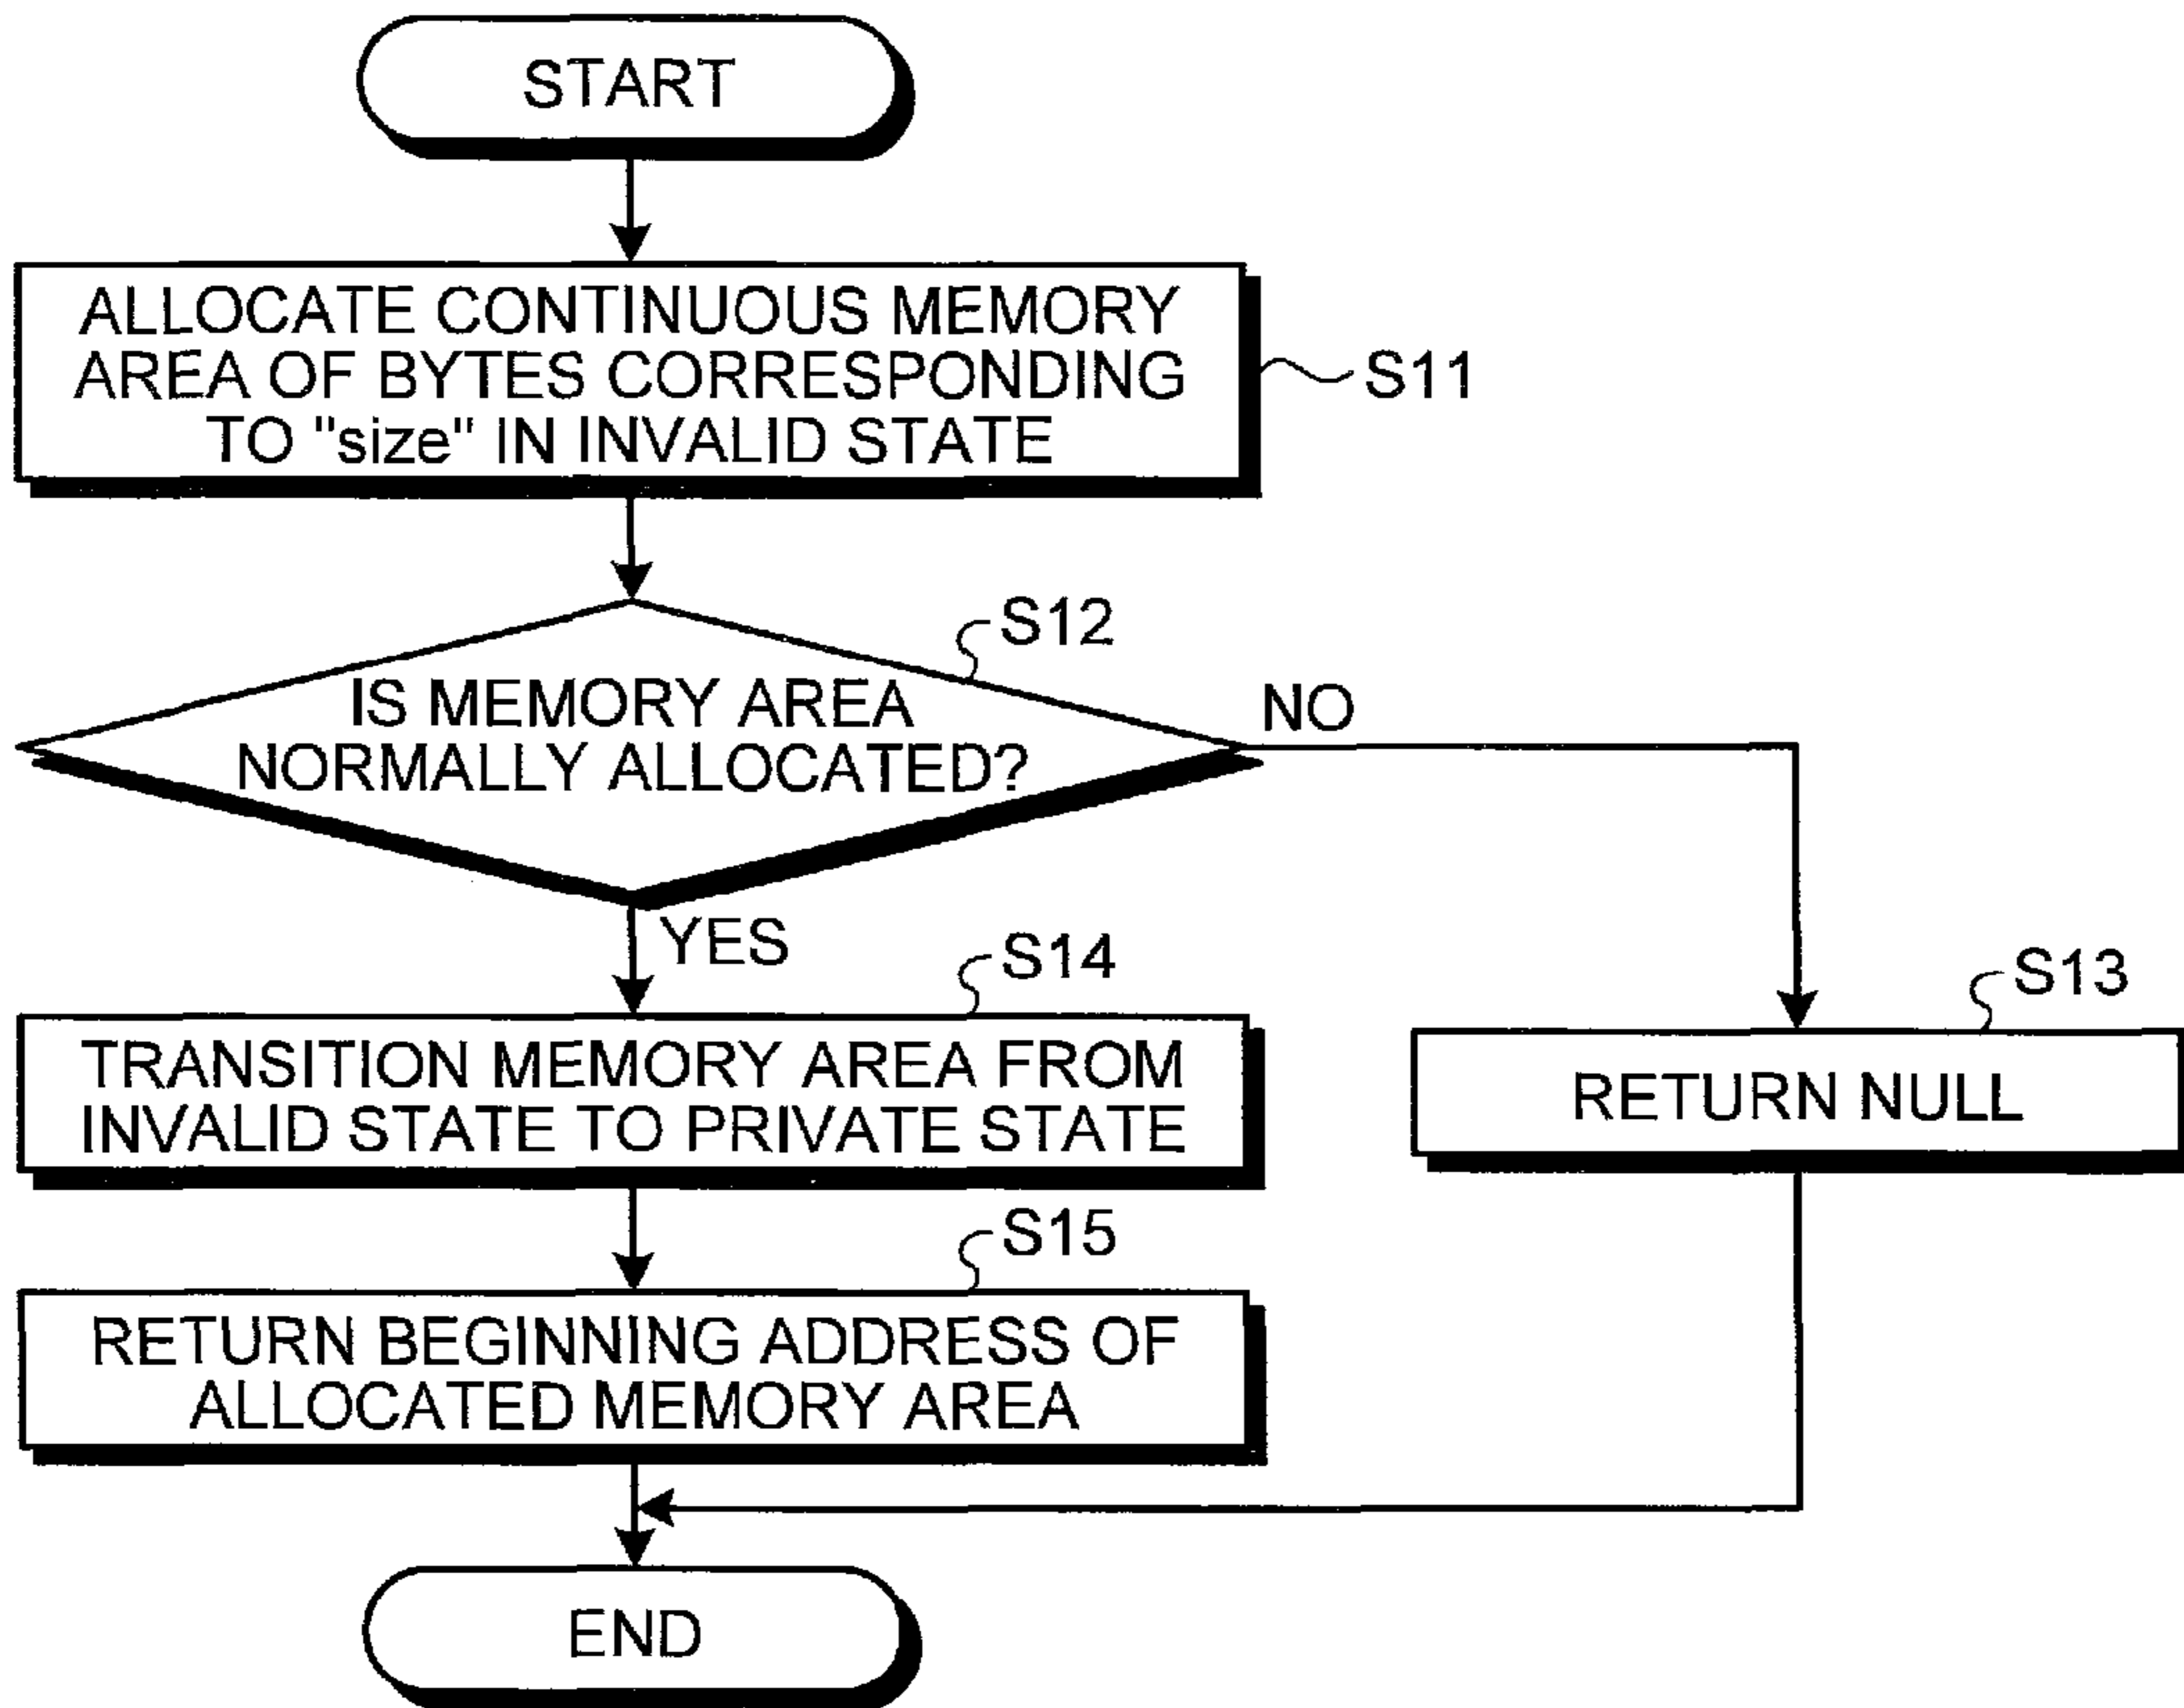 START
ALLOCATE CONTINUOUS MEMORY
AREA OF BYTES CORRESPONDING
TO "size" IN INVALID STATE
S11
S12
IS MEMORY AREA
NORMALLY ALLOCATED?
NO
YES
S14
TRANSITION MEMORY AREA FROM
INVALID STATE TO PRIVATE STATE
S13
RETURN NULL
S15
RETURN BEGINNING ADDRESS OF
ALLOCATED MEMORY AREA
END